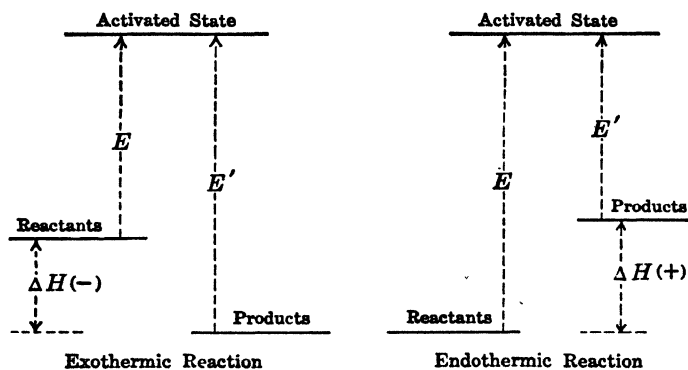 Activated State
E
E′
Reactants
ΔH(−)
Products
Exothermic Reaction
Activated State
E′
E
Products
ΔH(+)
Reactants
Endothermic Reaction